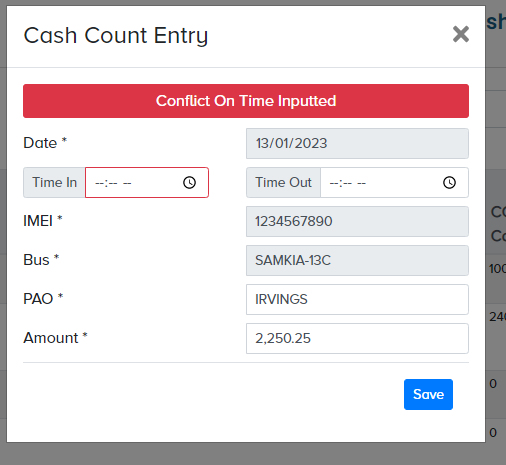 Cash Count Entry
Conflict On Time Inputted
Date * 13/01/2023
Time In --:-- -- Time Out --:-- --
IMEI * 1234567890
Bus * SAMKIA-13C
PAO * IRVINGS
Amount * 2,250.25
Save
sh
CO
Ca
100
240
0
0